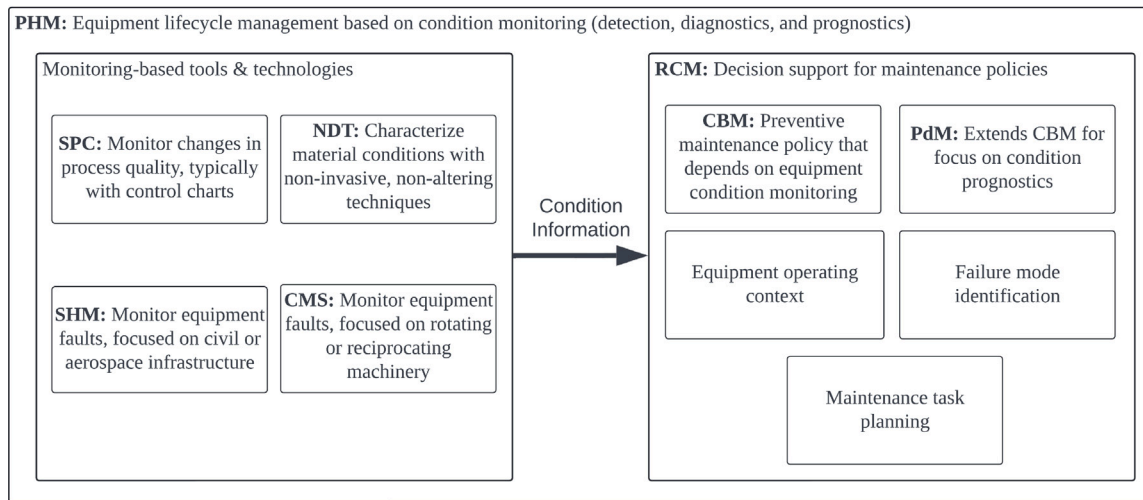 PHM: Equipment lifecycle management based on condition monitoring (detection, diagnostics, and prognostics)
Monitoring-based tools & technologies
SPC: Monitor changes in
process quality, typically
with control charts
NDT: Characterize
material conditions with
non-invasive, non-altering
techniques
SHM: Monitor equipment
faults, focused on civil or
aerospace infrastructure
CMS: Monitor equipment
faults, focused on rotating
or reciprocating
machinery
Condition
Information
RCM: Decision support for maintenance policies
CBM: Preventive
maintenance policy that
depends on equipment
condition monitoring
PdM: Extends CBM for
focus on condition
prognostics
Equipment operating
context
Failure mode
identification
Maintenance task
planning